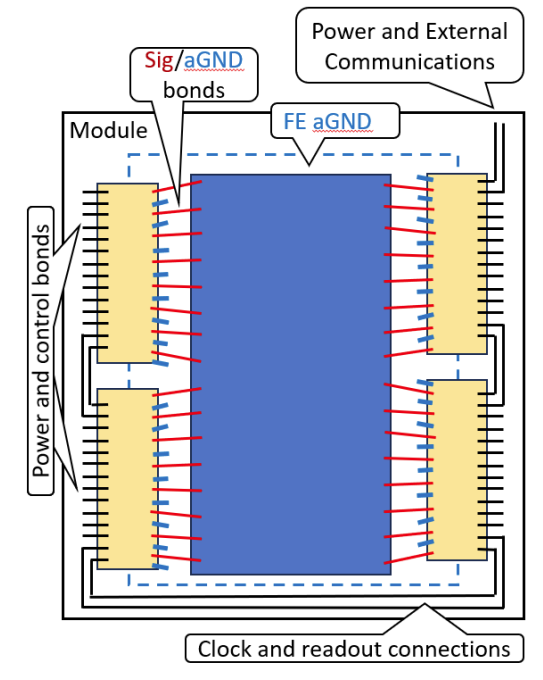 Power and External
Communications
Sig/aGND
bonds
FE aGND
Module
Power and control bonds
Clock and readout connections